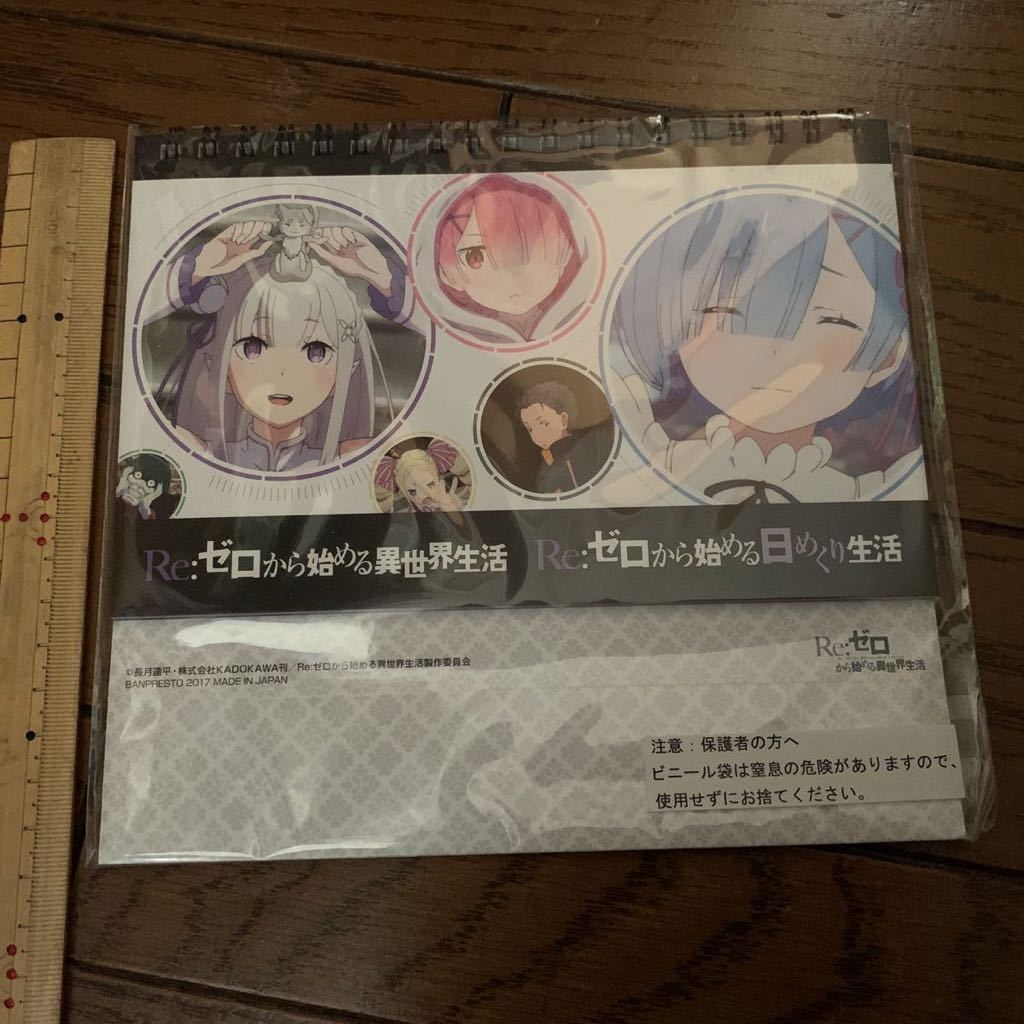 Re:ゼロから始める異世界生活
Re:ゼロから始める日めくり生活
©長月達平・株式会社KADOKAWA刊／Re:ゼロから始める異世界生活製作委員会
BANPRESTO 2017 MADE IN JAPAN
Re:ゼロ
から始める異世界生活
注意：保護者の方へ
ビニール袋は窒息の危険がありますので、
使用せずにお捨てください。